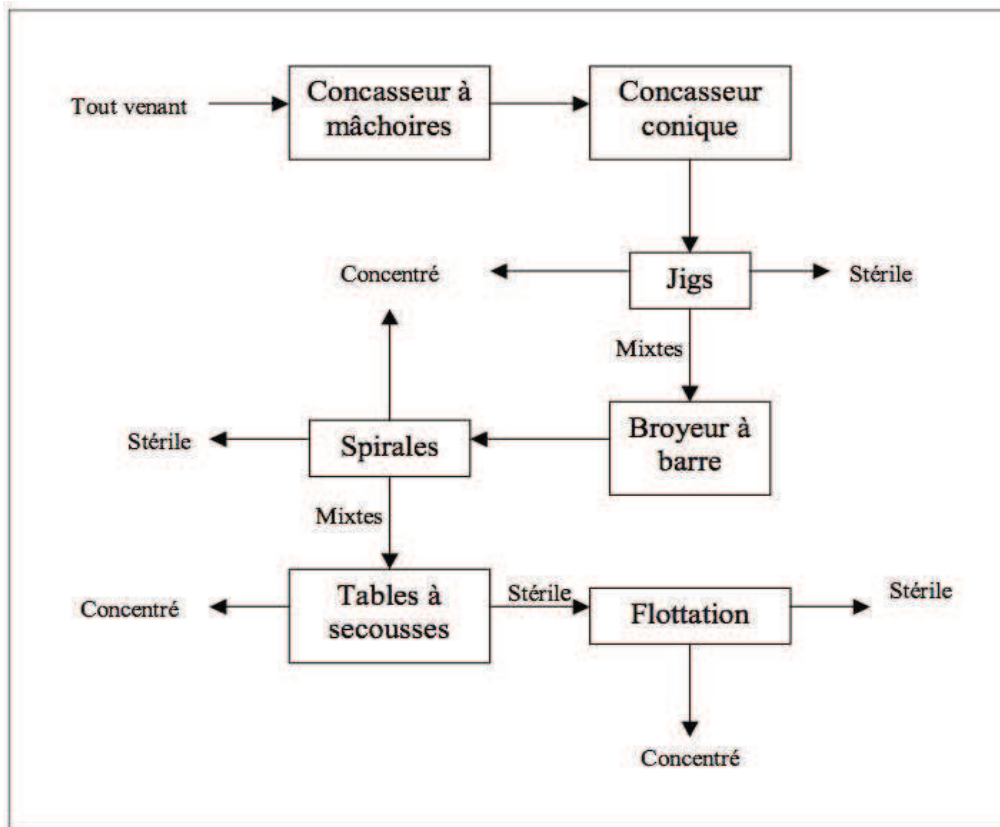 Tout venant
Concasseur à
mâchoires
Concasseur
conique
Concentré
Jigs
Stérile
Mixtes
Stérile
Spirales
Broyeur à
barre
Mixtes
Concentré
Tables à
secousses
Stérile
Flottation
Stérile
Concentré